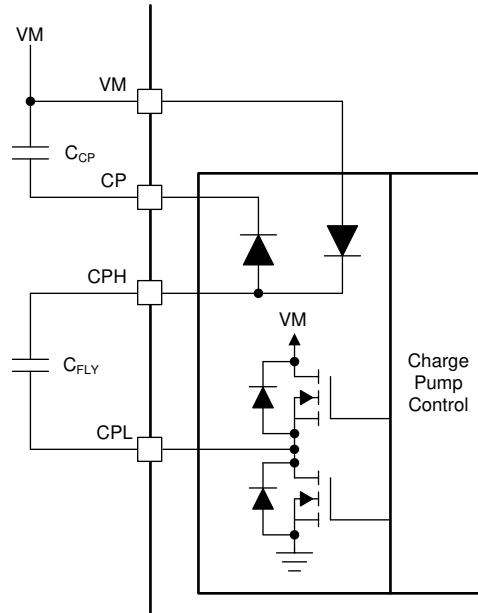 VM
VM
C_CP
CP
CPH
VM
C_FLY
Charge
Pump
Control
CPL